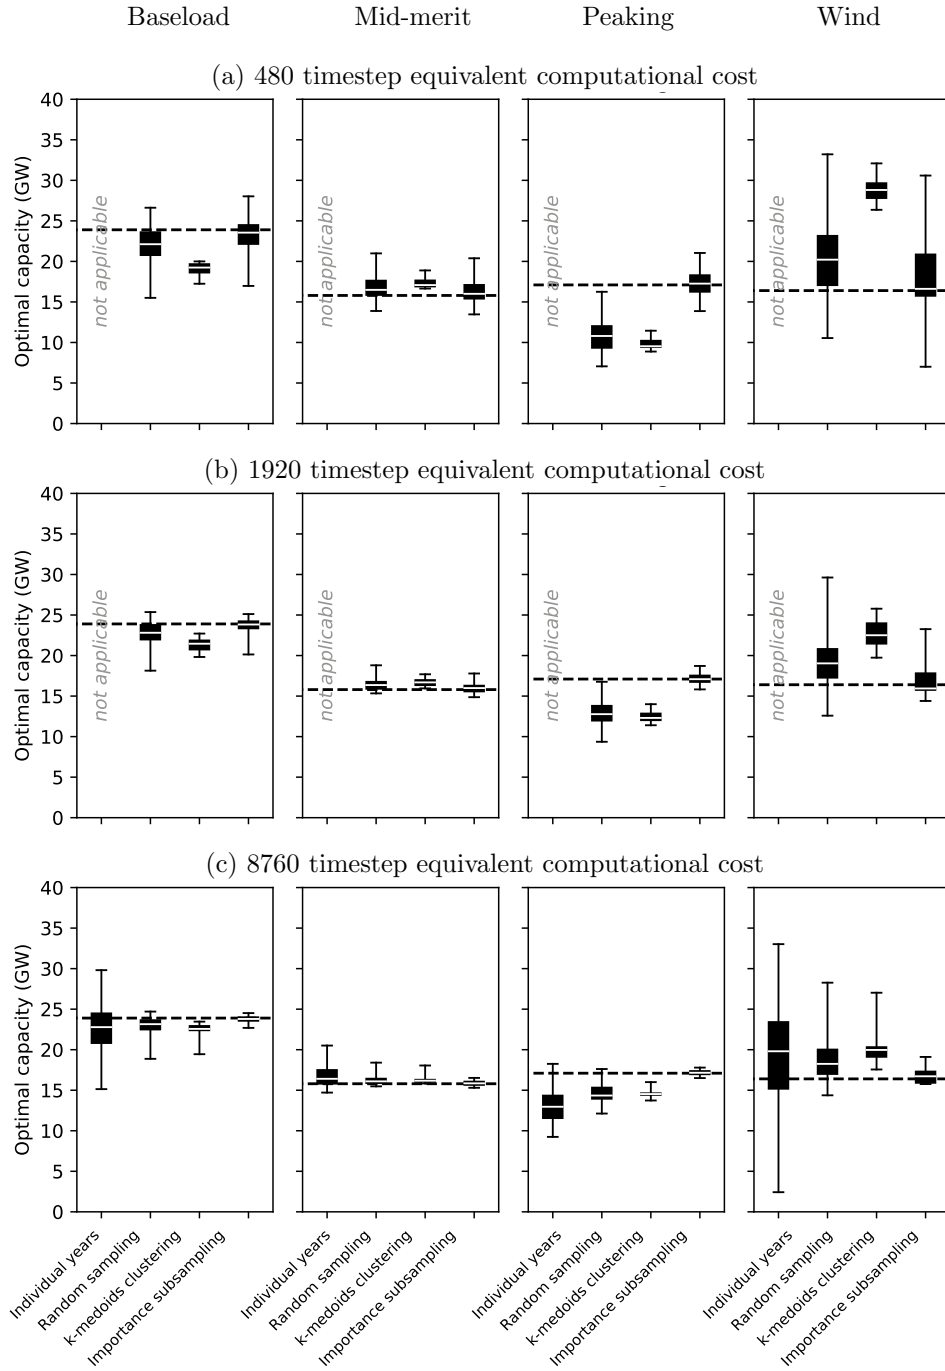 Baseload Mid-merit Peaking Wind
(a) 480 timestep equivalent computational cost
40
35
30
25
20
15
10
5
0
Optimal capacity (GW)
not applicable
not applicable
not applicable
not applicable
(b) 1920 timestep equivalent computational cost
40
35
30
25
20
15
10
5
0
Optimal capacity (GW)
not applicable
not applicable
not applicable
not applicable
(c) 8760 timestep equivalent computational cost
40
35
30
25
20
15
10
5
0
Optimal capacity (GW)
Individual years
Random sampling
k-medoids clustering
Importance subsampling
Individual years
Random sampling
k-medoids clustering
Importance subsampling
Individual years
Random sampling
k-medoids clustering
Importance subsampling
Individual years
Random sampling
k-medoids clustering
Importance subsampling